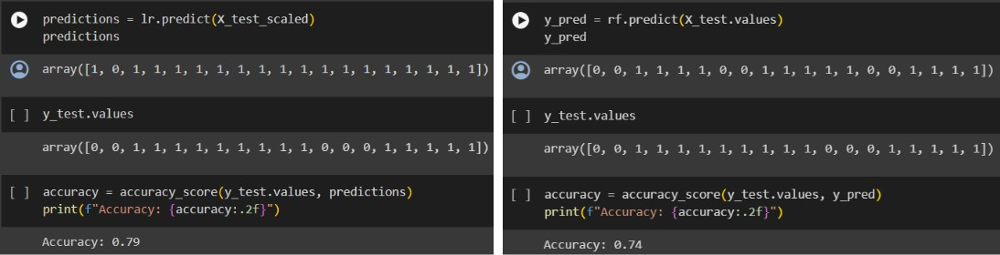 predictions = lr.predict(X_test_scaled)
predictions
array([1, 0, 1, 1, 1, 1, 1, 1, 1, 1, 1, 1, 1, 1, 1, 1, 1, 1, 1])
[ ] y_test.values
array([0, 0, 1, 1, 1, 1, 1, 1, 1, 1, 1, 0, 0, 0, 1, 1, 1, 1, 1])
[ ] accuracy = accuracy_score(y_test.values, predictions)
print(f"Accuracy: {accuracy:.2f}")
Accuracy: 0.79
y_pred = rf.predict(X_test.values)
y_pred
array([0, 0, 1, 1, 1, 1, 0, 0, 1, 1, 1, 1, 1, 0, 0, 1, 1, 1, 1])
[ ] y_test.values
array([0, 0, 1, 1, 1, 1, 1, 1, 1, 1, 1, 0, 0, 0, 1, 1, 1, 1, 1])
[ ] accuracy = accuracy_score(y_test.values, y_pred)
print(f"Accuracy: {accuracy:.2f}")
Accuracy: 0.74